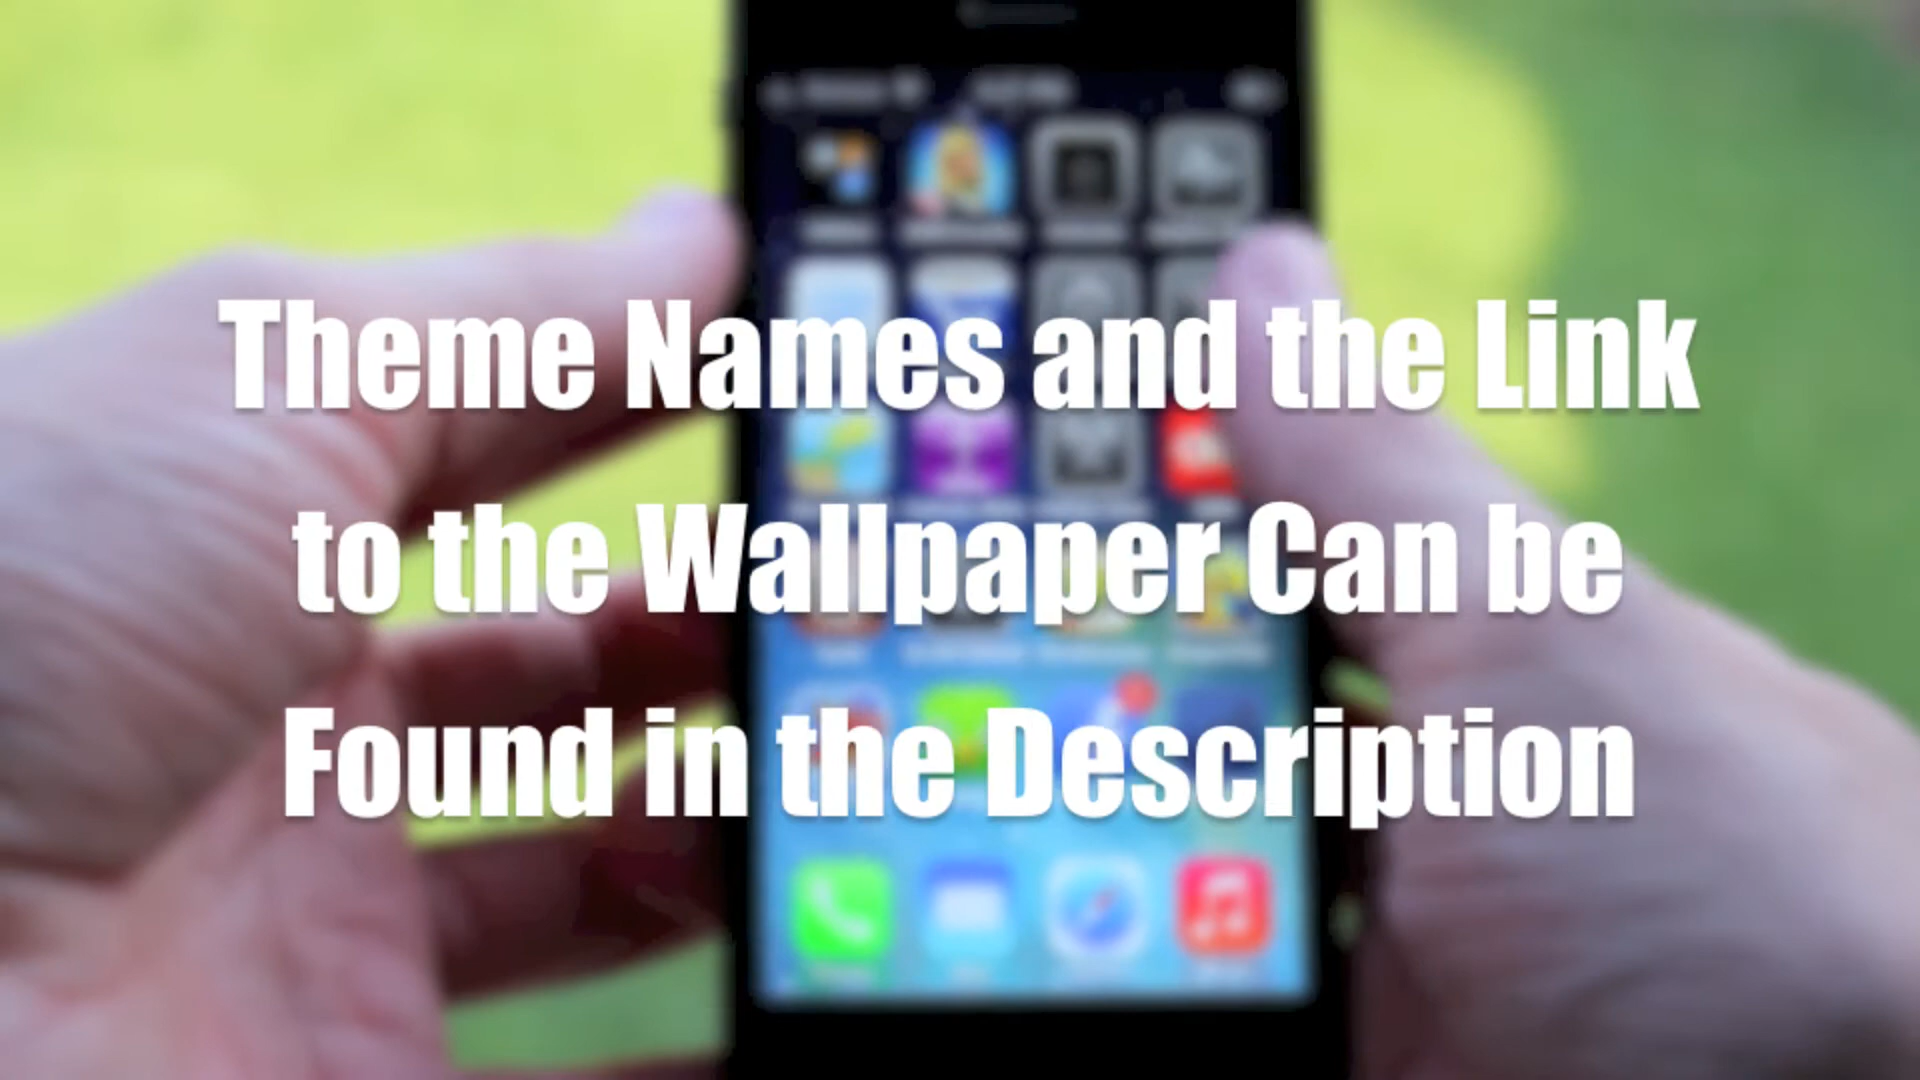 Theme Names and the Link
to the Wallpaper Can be
Found in the Description